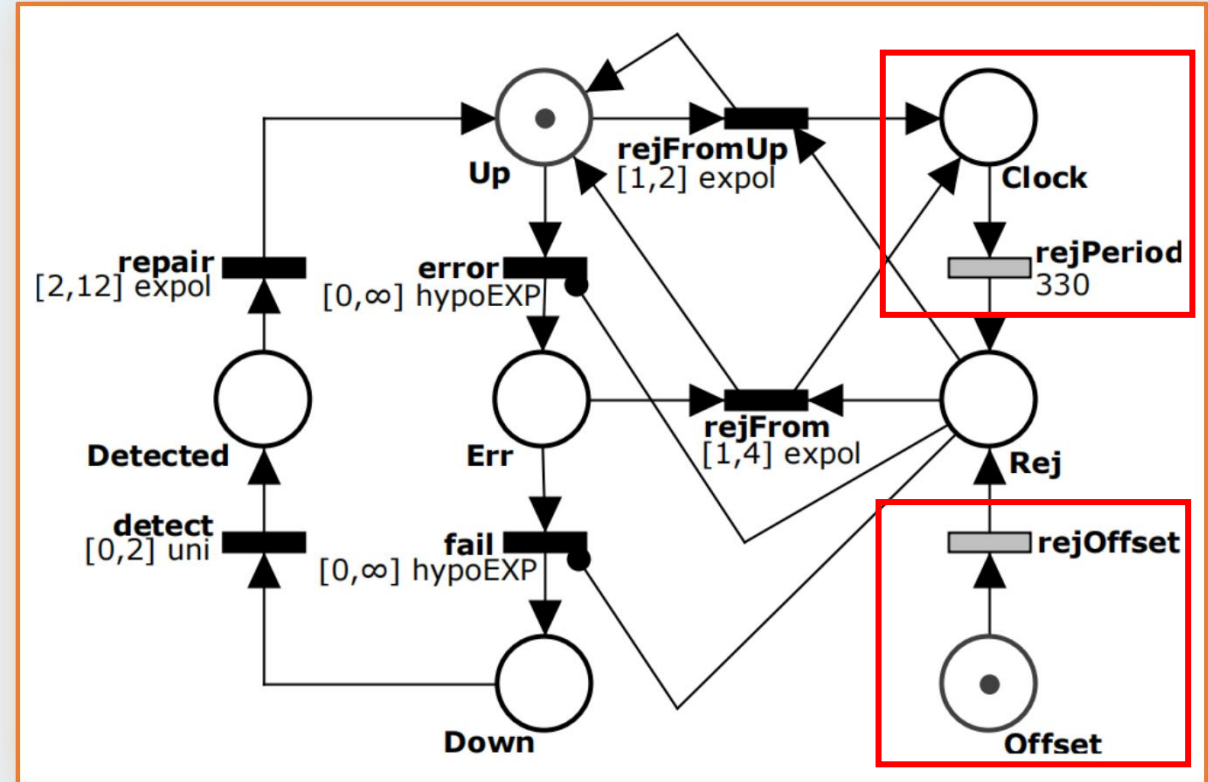 Up
rejFromUp
[1,2] expol
Clock
repair
[2,12] expol
error
[0,∞] hypoEXP
rejPeriod
330
Detected
Err
rejFrom
[1,4] expol
Rej
detect
[0,2] uni
fail
[0,∞] hypoEXP
rejOffset
Down
Offset